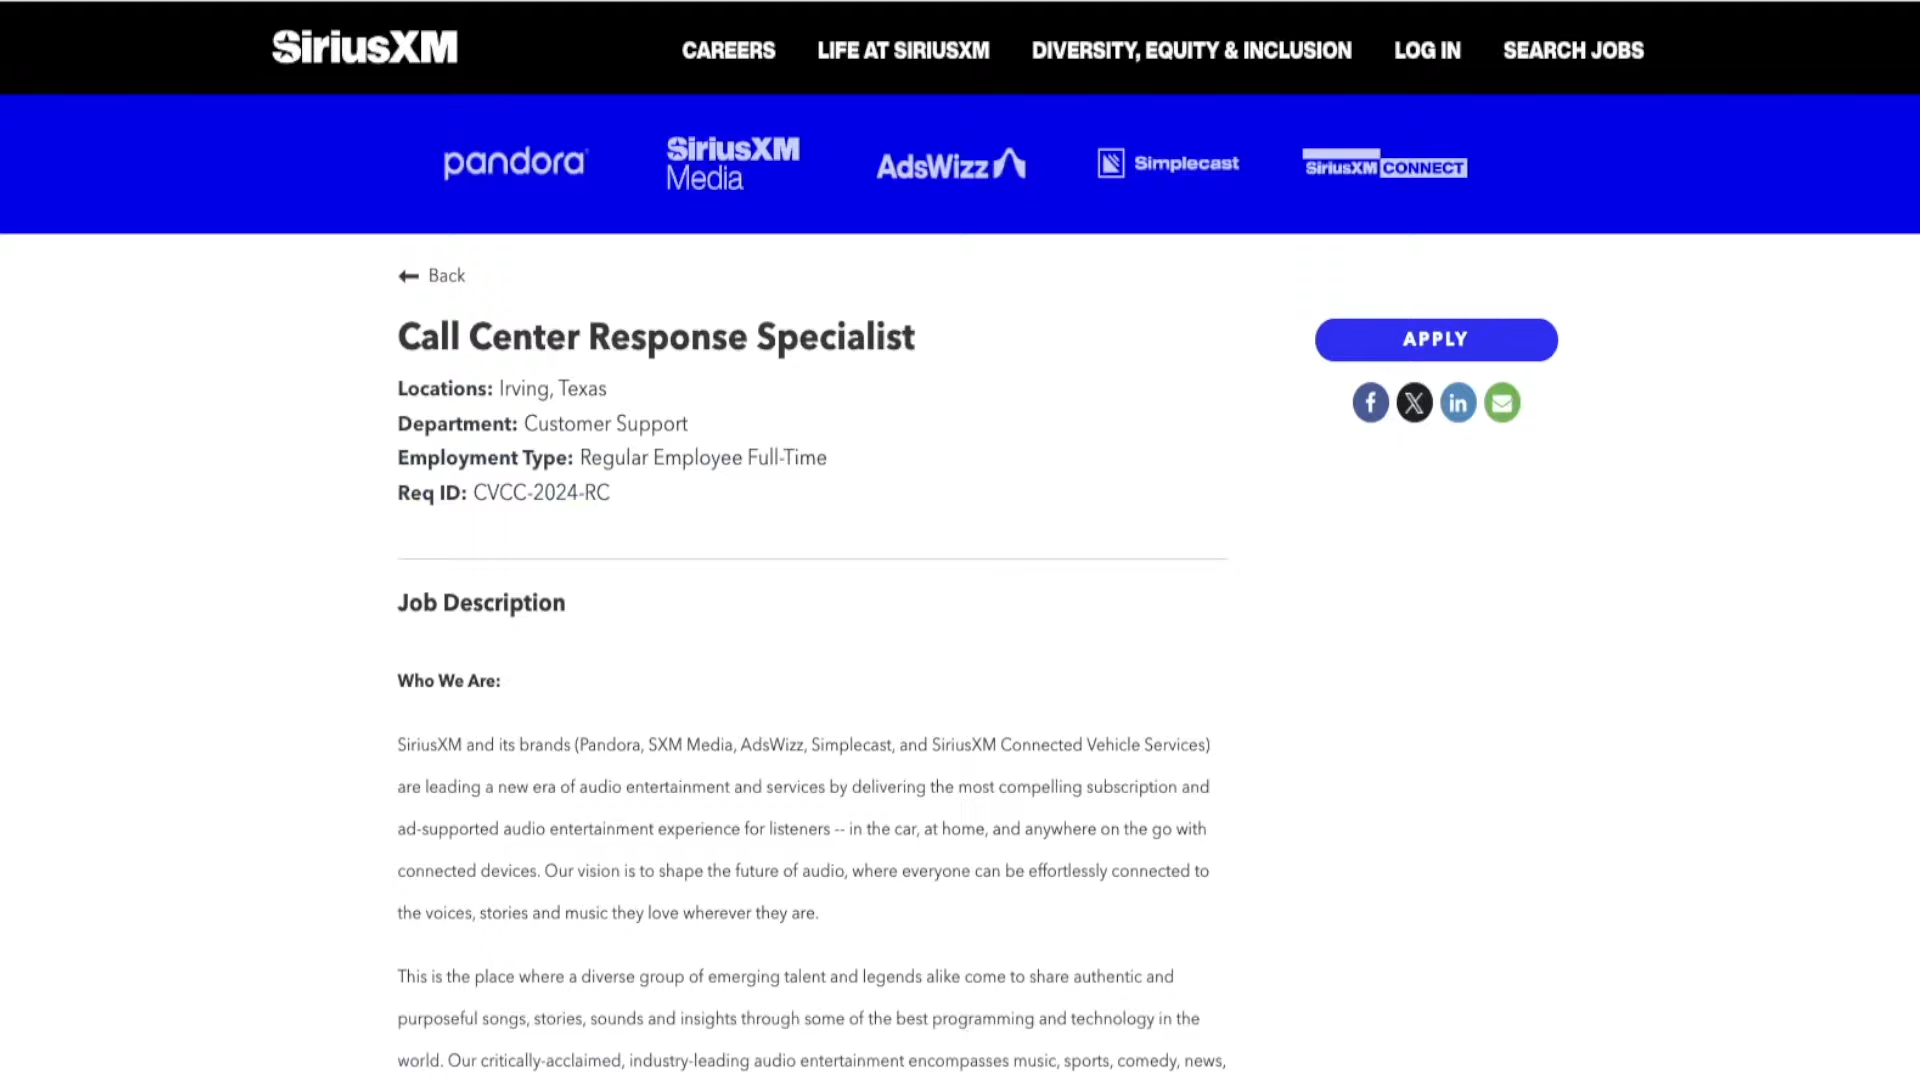 SiriusXM CAREERS LIFE AT SIRIUSXM DIVERSITY, EQUITY & INCLUSION LOG IN SEARCH JOBS
pandora SiriusXM Media AdsWizz Simplecast SiriusXM CONNECT
Back
Call Center Response Specialist
APPLY
Locations: Irving, Texas
Department: Customer Support
Employment Type: Regular Employee Full-Time
Req ID: CVCC-2024-RC
Job Description
Who We Are:
SiriusXM and its brands (Pandora, SXM Media, AdsWizz, Simplecast, and SiriusXM Connected Vehicle Services)
are leading a new era of audio entertainment and services by delivering the most compelling subscription and
ad-supported audio entertainment experience for listeners -- in the car, at home, and anywhere on the go with
connected devices. Our vision is to shape the future of audio, where everyone can be effortlessly connected to
the voices, stories and music they love wherever they are.
This is the place where a diverse group of emerging talent and legends alike come to share authentic and
purposeful songs, stories, sounds and insights through some of the best programming and technology in the
world. Our critically-acclaimed, industry-leading audio entertainment encompasses music, sports, comedy, news,